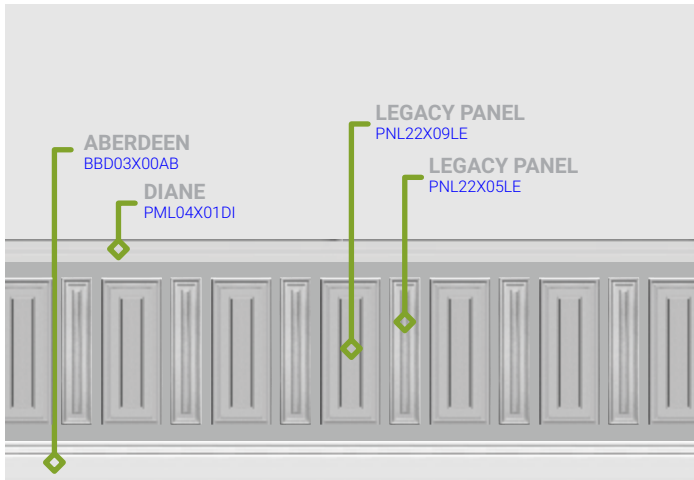 LEGACY PANEL
PNL22X09LE
ABERDEEN
BBD03X00AB
LEGACY PANEL
PNL22X05LE
DIANE
PML04X01DI